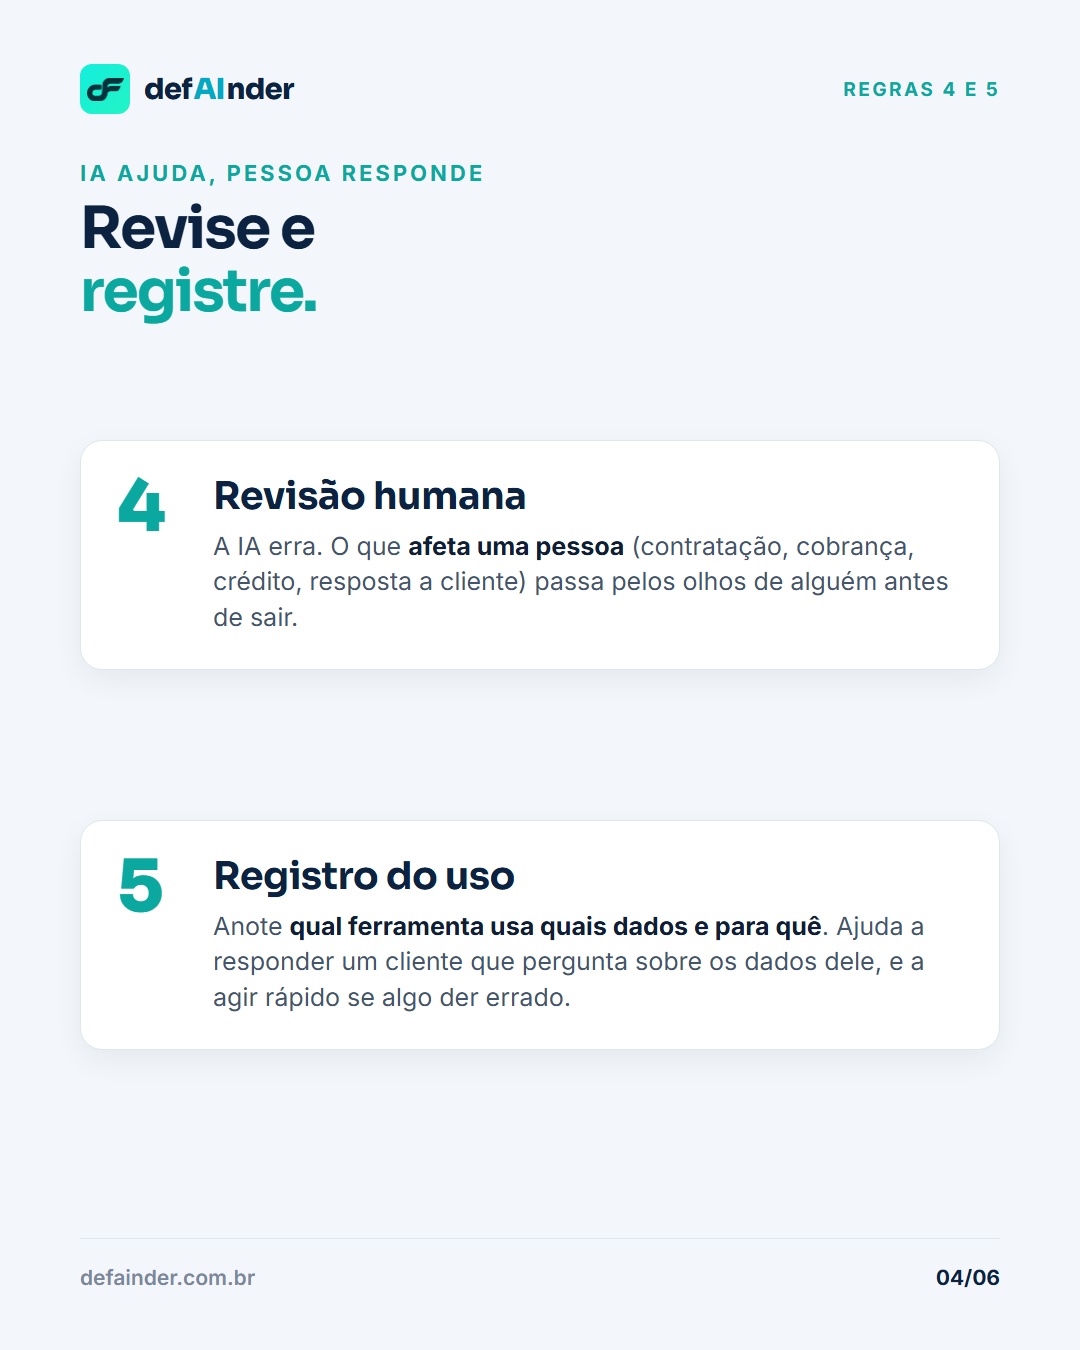 defAInder
REGRAS 4 E 5
IA AJUDA, PESSOA RESPONDE
Revise e
registre.
4
Revisão humana
A IA erra. O que afeta uma pessoa (contratação, cobrança,
crédito, resposta a cliente) passa pelos olhos de alguém antes
de sair.
5
Registro do uso
Anote qual ferramenta usa quais dados e para quê. Ajuda a
responder um cliente que pergunta sobre os dados dele, e a
agir rápido se algo der errado.
defainder.com.br
04/06